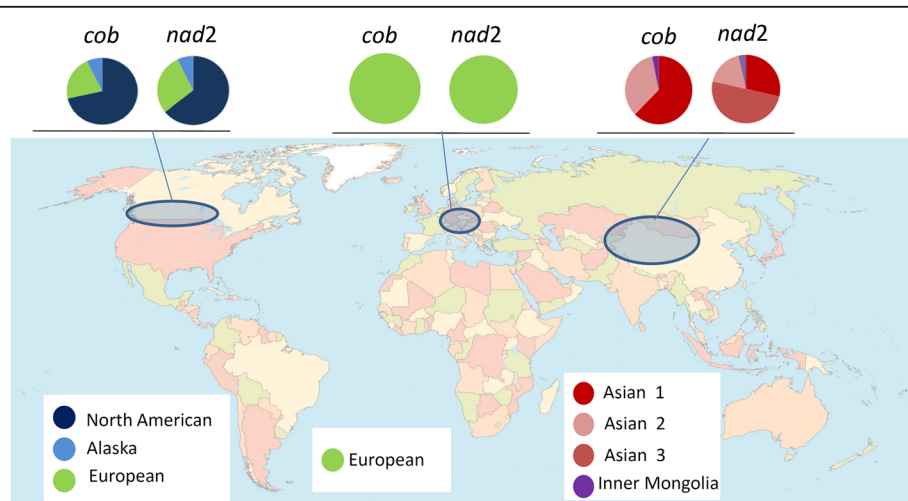 cob nad2 cob nad2 cob nad2
North American
Alaska
European
European
Asian 1
Asian 2
Asian 3
Inner Mongolia